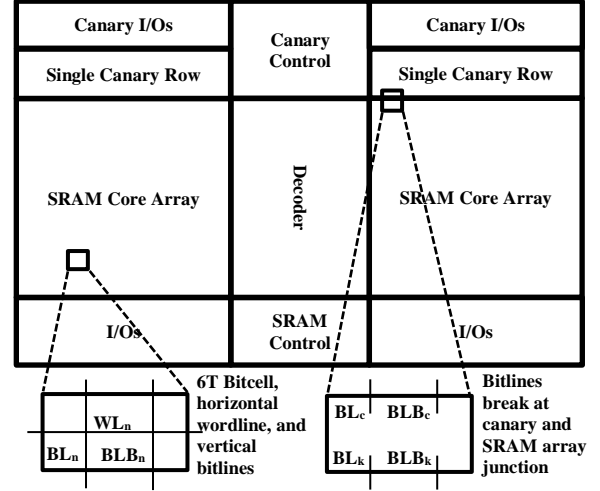 Canary I/Os
Canary
Control
Canary I/Os
Single Canary Row
Single Canary Row
SRAM Core Array
Decoder
SRAM Core Array
I/Os
SRAM
Control
I/Os
WLn
BLn BLBn
6T Bitcell,
horizontal
wordline, and
vertical
bitlines
BLc BLBc
BLk BLBk
Bitlines
break at
canary and
SRAM array
junction